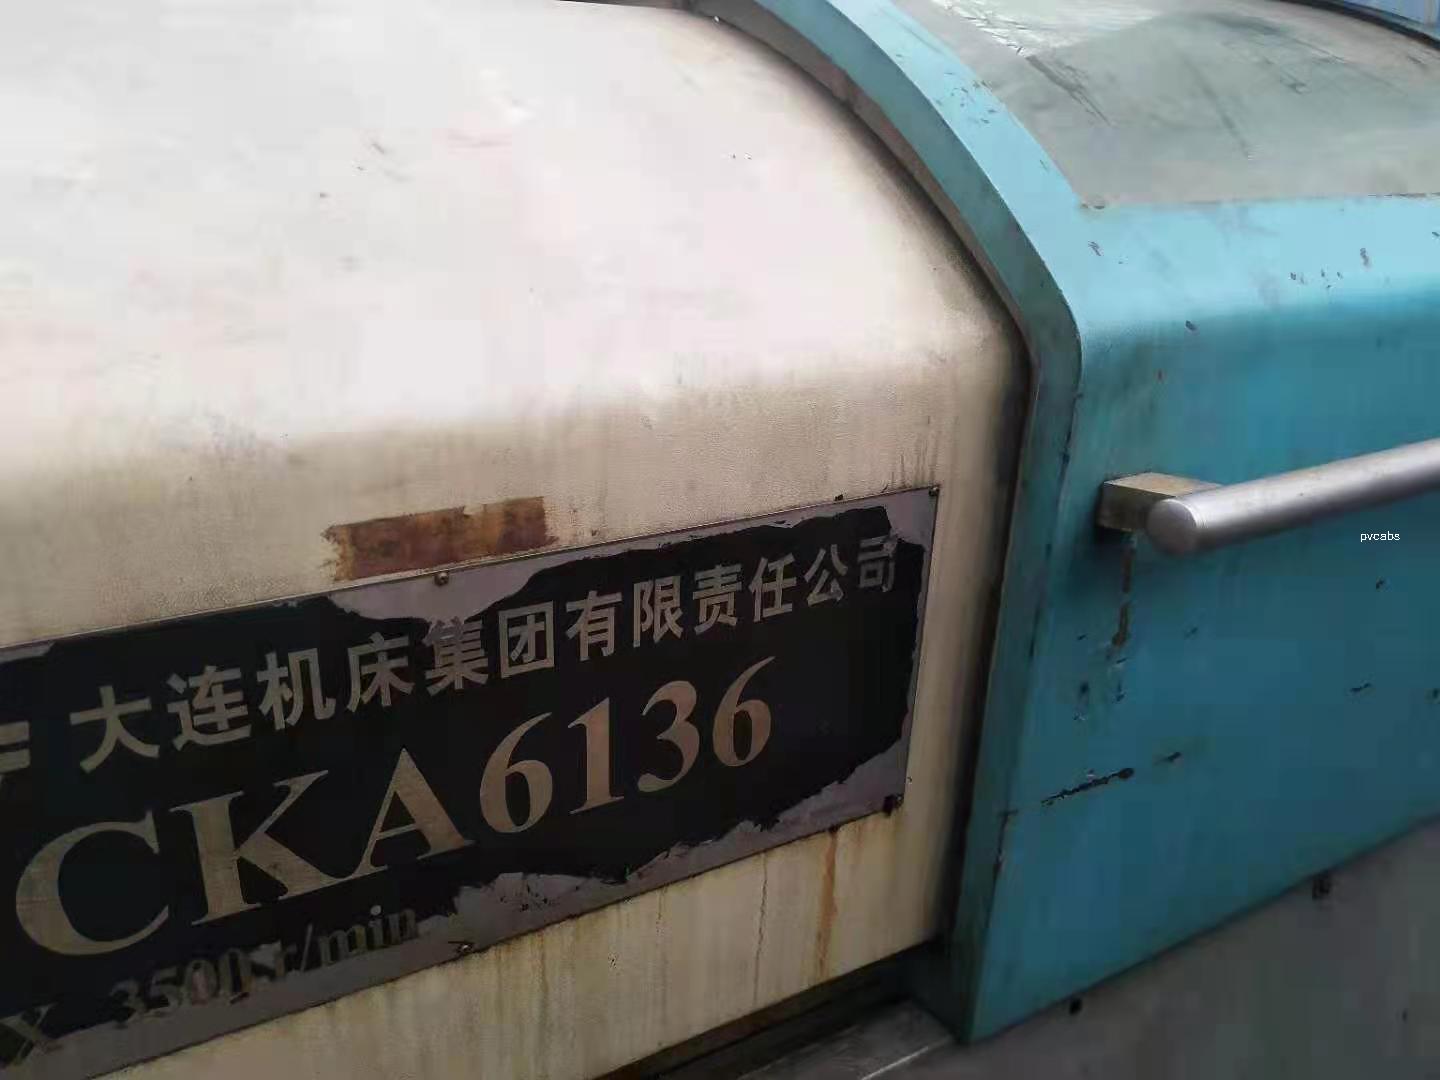 大连机床集团有限责任公司
CKA6136
3500 r/min
pvcabs